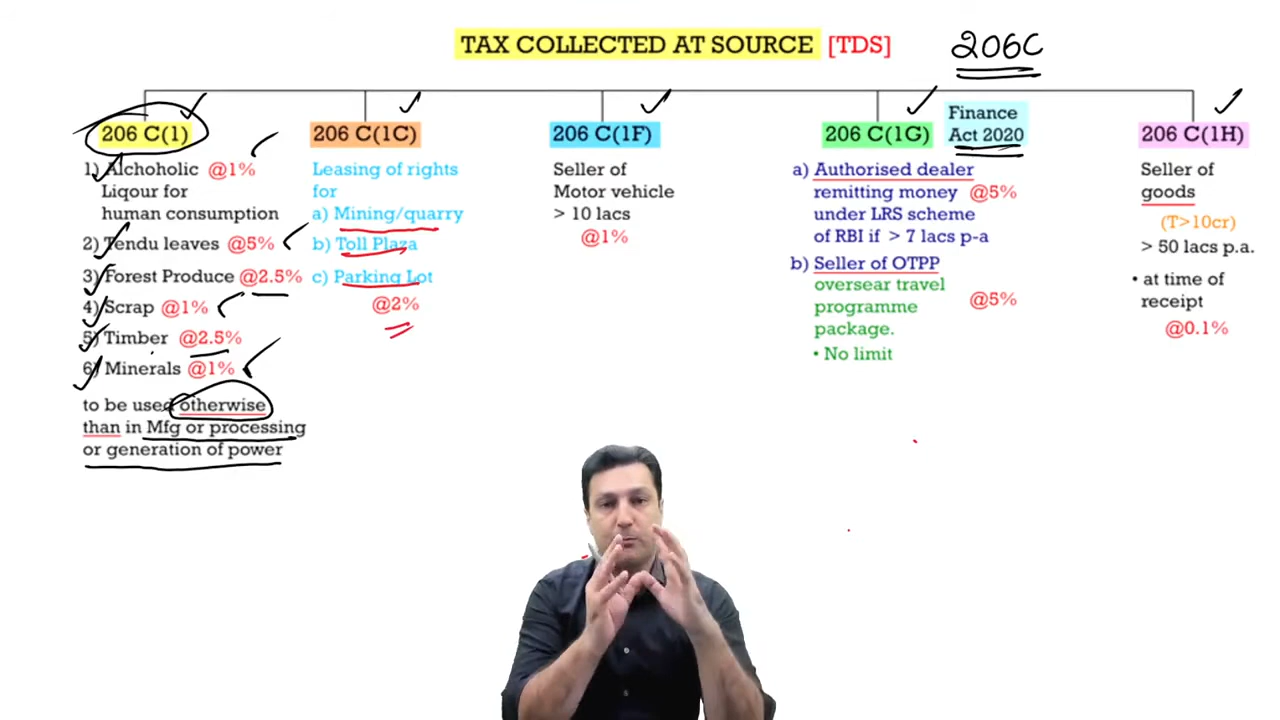 TAX COLLECTED AT SOURCE [TDS]
206C
206 C(1)
1) Alchoholic @1%
Liqour for
human consumption
2) Tendu leaves @5%
3) Forest Produce @2.5%
4) Scrap @1%
5) Timber @2.5%
6) Minerals @1%
to be used otherwise
than in Mfg or processing
or generation of power
206 C(1C)
Leasing of rights
for
a) Mining/quarry
b) Toll Plaza
c) Parking Lot
@2%
206 C(1F)
Seller of
Motor vehicle
> 10 lacs
@1%
206 C(1G)
Finance
Act 2020
a) Authorised dealer
remitting money @5%
under LRS scheme
of RBI if > 7 lacs p-a
b) Seller of OTPP
oversear travel
programme @5%
package.
• No limit
206 C(1H)
Seller of
goods
(T>10cr)
> 50 lacs p.a.
• at time of
receipt
@0.1%